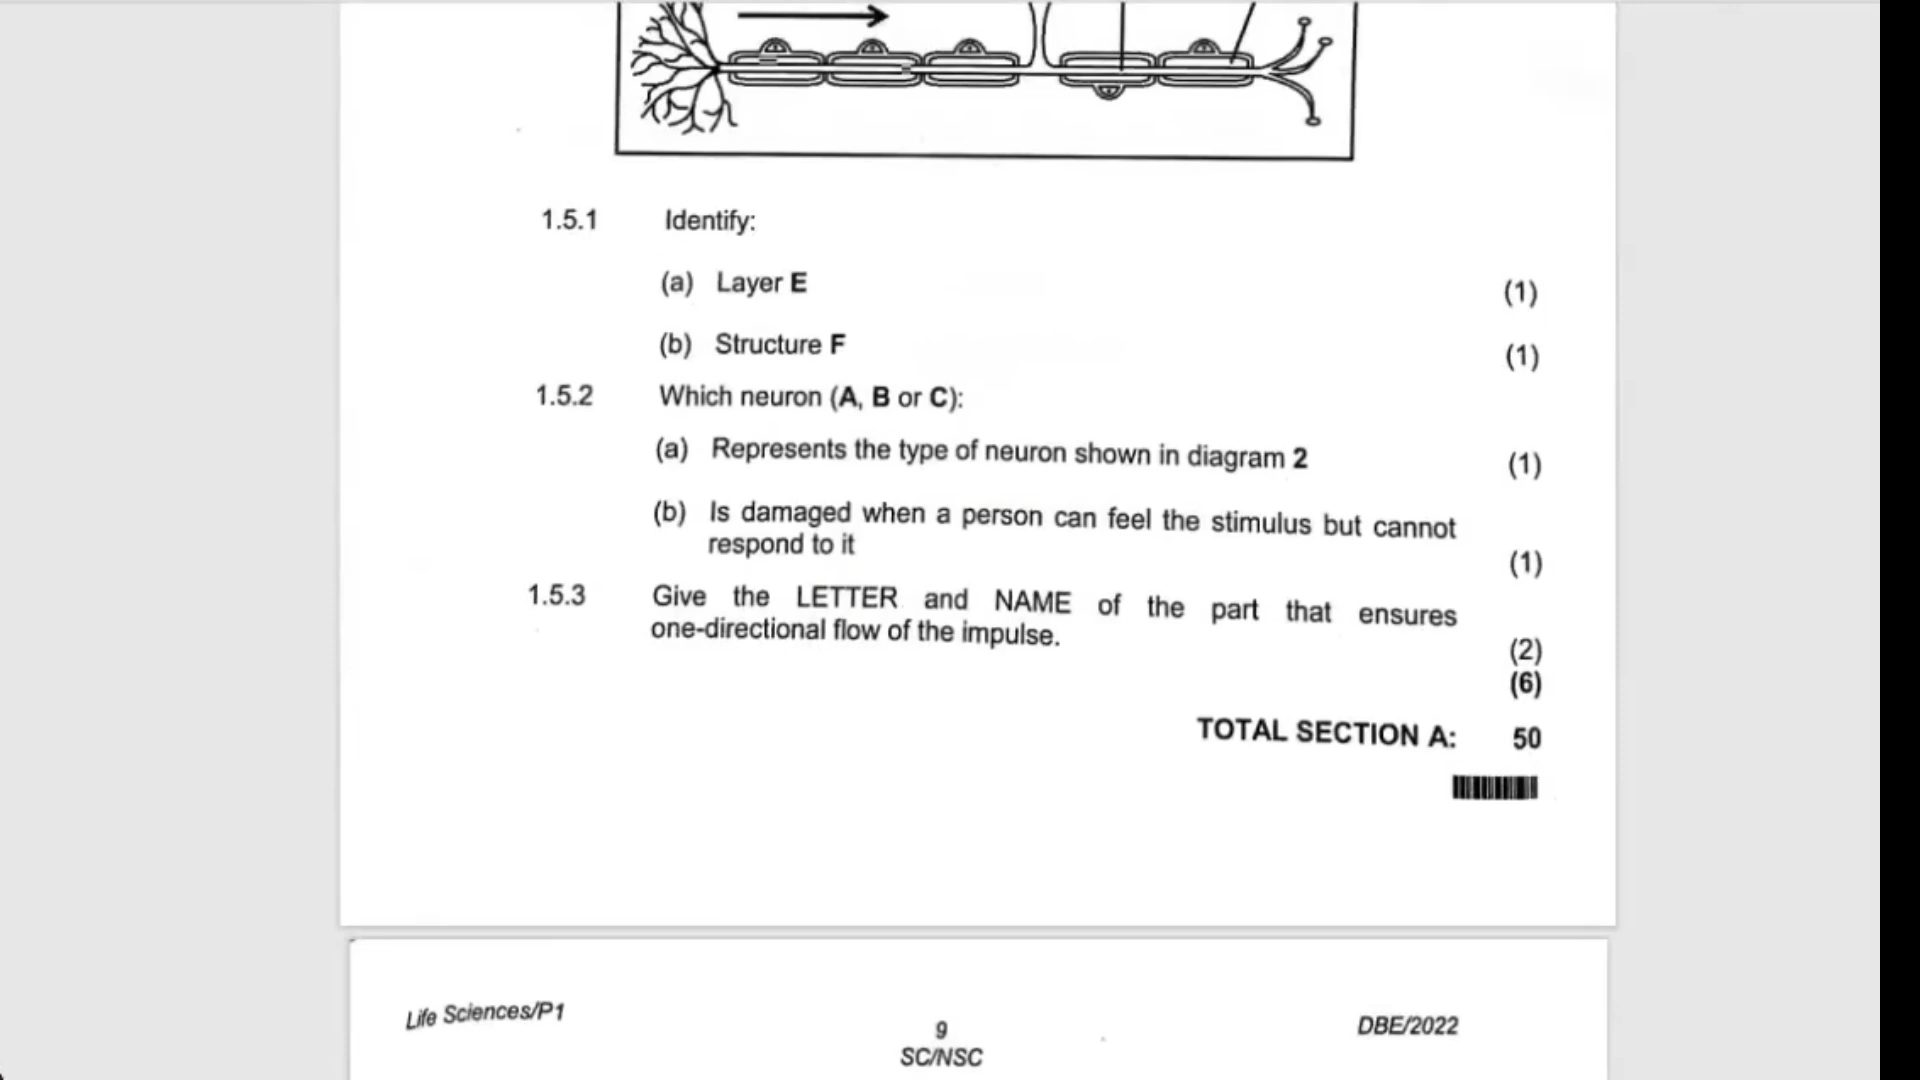 1.5.1 Identify:
(a) Layer E (1)
(b) Structure F (1)
1.5.2 Which neuron (A, B or C):
(a) Represents the type of neuron shown in diagram 2 (1)
(b) Is damaged when a person can feel the stimulus but cannot
respond to it (1)
1.5.3 Give the LETTER and NAME of the part that ensures
one-directional flow of the impulse. (2)
(6)
TOTAL SECTION A: 50
Life Sciences/P1 9 DBE/2022
SC/NSC